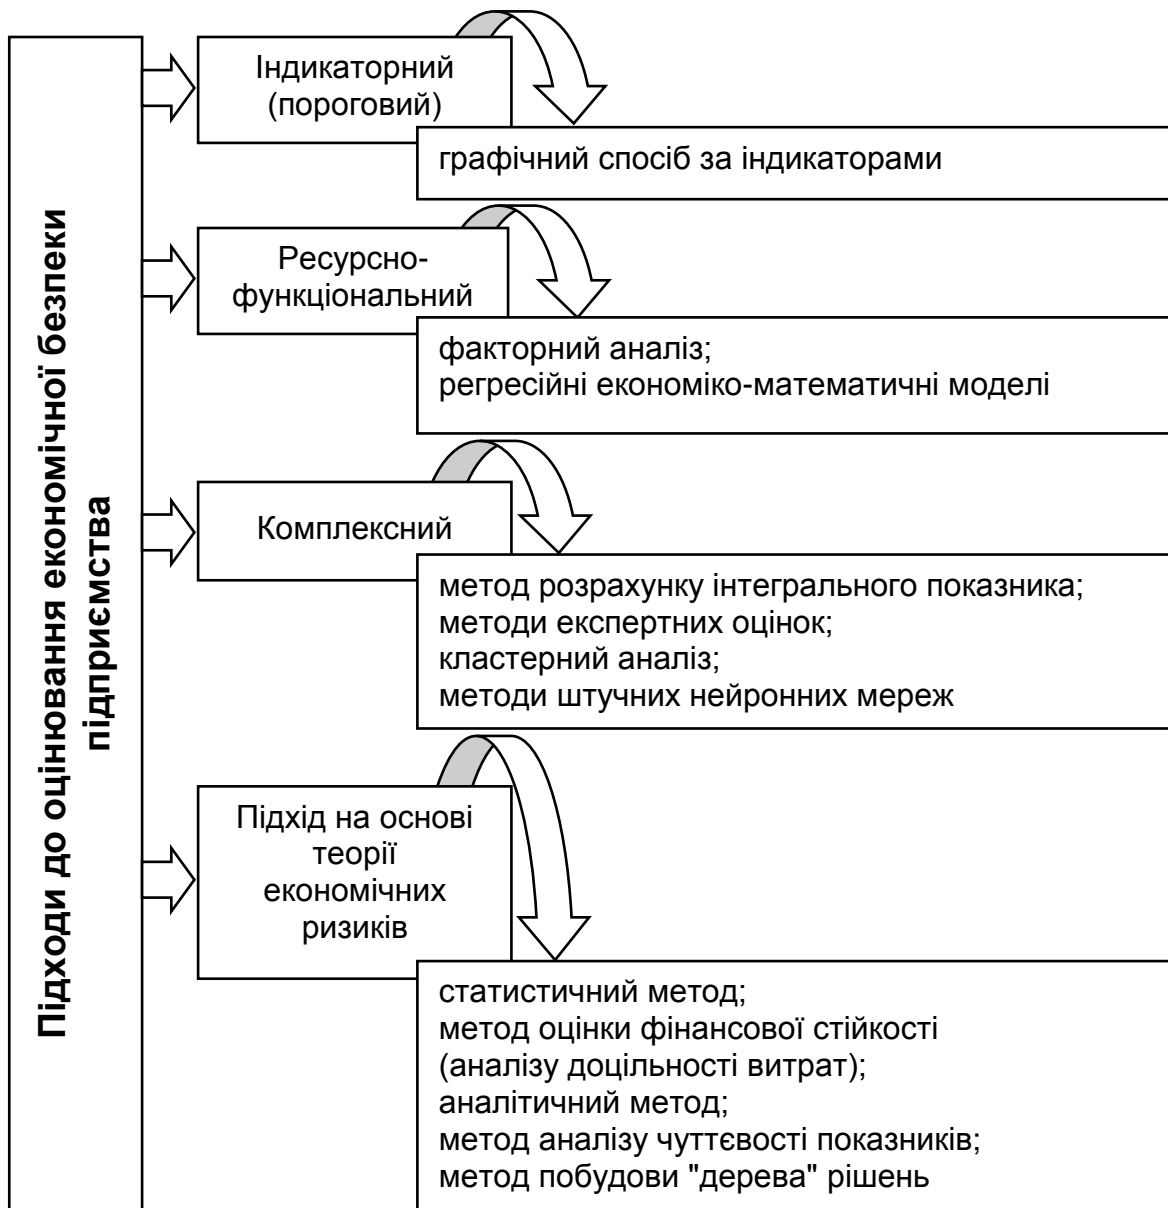 Підходи до оцінювання економічної безпеки
підприємства
Індикаторний
(пороговий)
графічний спосіб за індикаторами
Ресурсно-
функціональний
факторний аналіз;
регресійні економіко-математичні моделі
Комплексний
метод розрахунку інтегрального показника;
методи експертних оцінок;
кластерний аналіз;
методи штучних нейронних мереж
Підхід на основі
теорії
економічних
ризиків
статистичний метод;
метод оцінки фінансової стійкості
(аналізу доцільності витрат);
аналітичний метод;
метод аналізу чуттєвості показників;
метод побудови "дерева" рішень